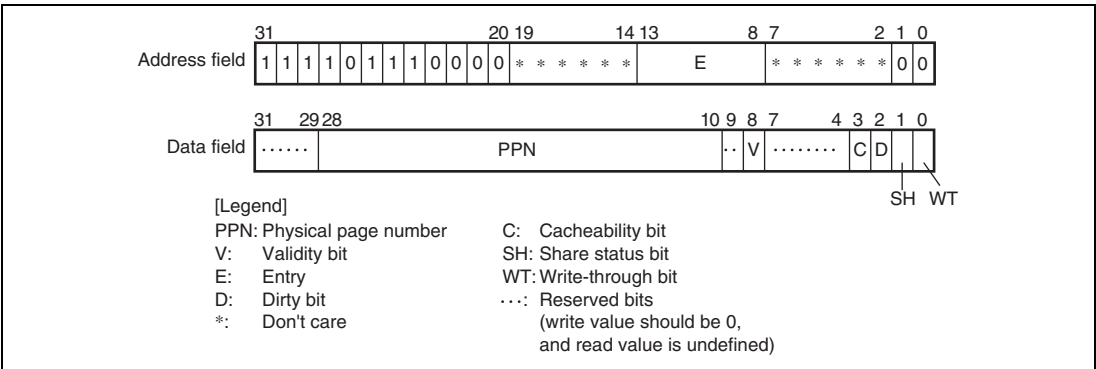 31 20 19 14 13 8 7 2 1 0
Address field 1 1 1 1 0 1 1 1 0 0 0 0 * * * * * * E * * * * * * 0 0
31 29 28 10 9 8 7 4 3 2 1 0
Data field ······ PPN ·· V ········ C D
SH WT
[Legend]
PPN: Physical page number C: Cacheability bit
V: Validity bit SH: Share status bit
E: Entry WT: Write-through bit
D: Dirty bit ···: Reserved bits
*: Don't care (write value should be 0,
and read value is undefined)